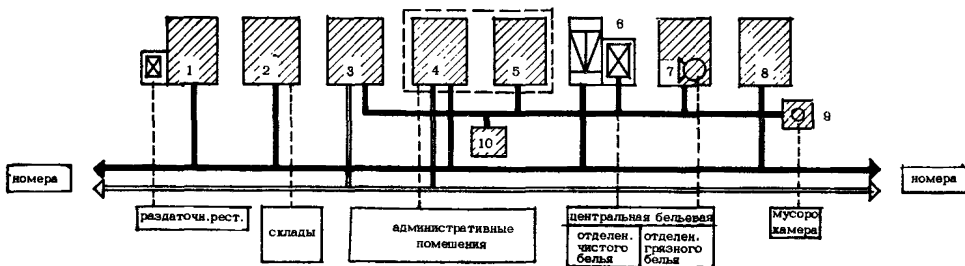 6
1
2
3
4
5
7
8
9
10
номера
номера
раздаточн.рест.
склады
административные
помешения
центральная бельевая
отделен.
чистого
белья
отделен.
грязного
белья
мусоро
камера